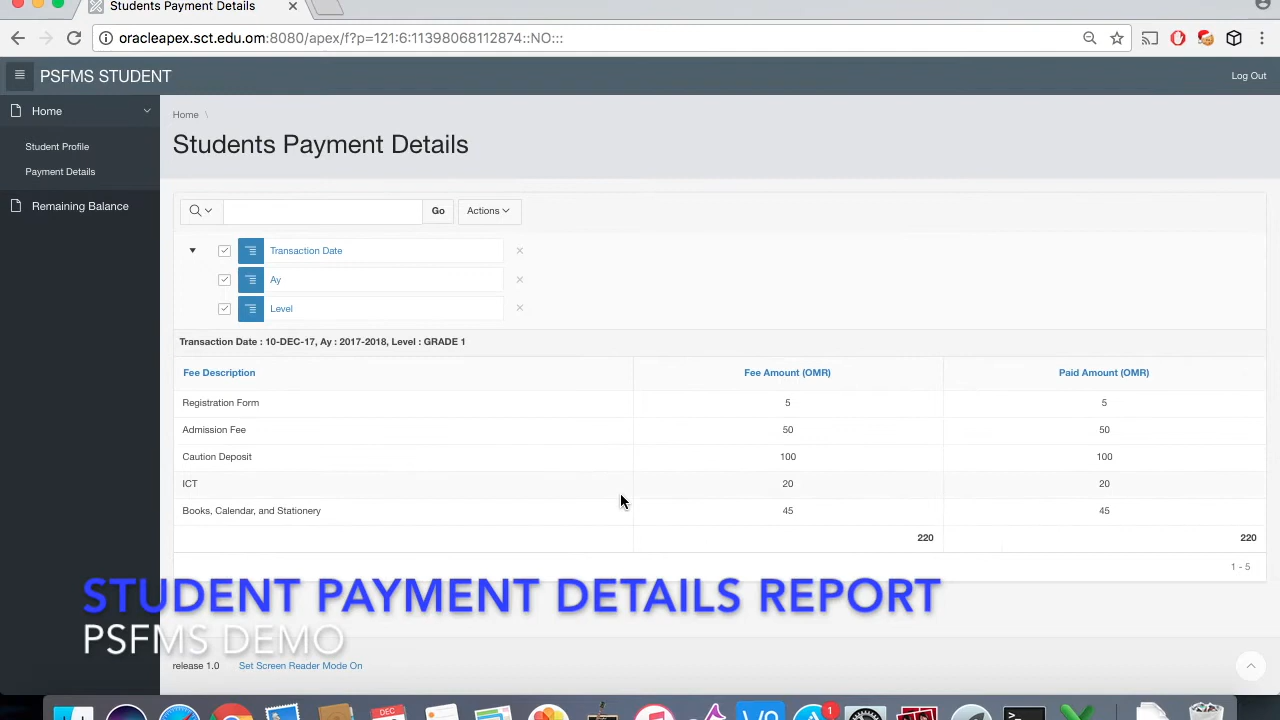 Students Payment Details
oracleapex.sct.edu.om:8080/apex/f?p=121:6:11398068112874::NO:::
PSFMS STUDENT
Log Out
Home
Student Profile
Payment Details
Remaining Balance
Home \
Students Payment Details
Go
Actions
Transaction Date
Ay
Level
Transaction Date : 10-DEC-17, Ay : 2017-2018, Level : GRADE 1
Fee Description Fee Amount (OMR) Paid Amount (OMR)
Registration Form 5 5
Admission Fee 50 50
Caution Deposit 100 100
ICT 20 20
Books, Calendar, and Stationery 45 45
220 220
1 - 5
STUDENT PAYMENT DETAILS REPORT
PSFMS DEMO
release 1.0 Set Screen Reader Mode On
DEC
1